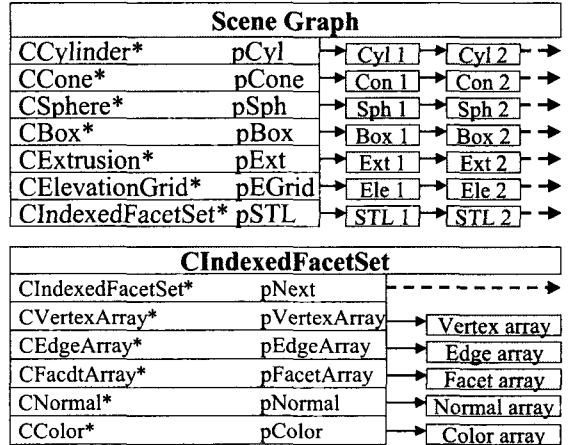 Scene Graph
CCylinder* pCyl Cyl 1 Cyl 2
CCone* pCone Con 1 Con 2
CSphere* pSph Sph 1 Sph 2
CBox* pBox Box 1 Box 2
CExtrusion* pExt Ext 1 Ext 2
CElevationGrid* pEGrid Ele 1 Ele 2
CIndexedFacetSet* pSTL STL 1 STL 2
CIndexedFacetSet
CIndexedFacetSet* pNext
CVertexArray* pVertexArray Vertex array
CEdgeArray* pEdgeArray Edge array
CFacdtArray* pFacetArray Facet array
CNormal* pNormal Normal array
CColor* pColor Color array